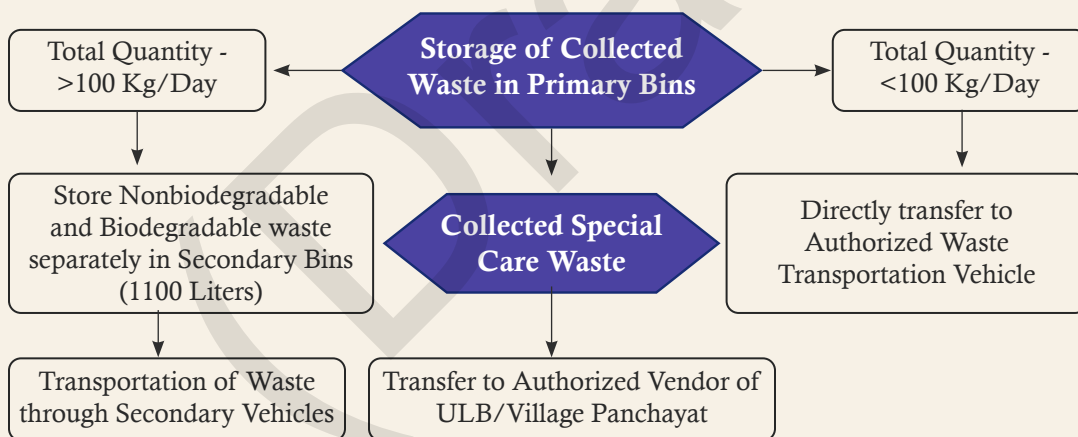 Total Quantity -
>100 Kg/Day
Storage of Collected
Waste in Primary Bins
Total Quantity -
<100 Kg/Day
Store Nonbiodegradable
and Biodegradable waste
separately in Secondary Bins
(1100 Liters)
Collected Special
Care Waste
Directly transfer to
Authorized Waste
Transportation Vehicle
Transportation of Waste
through Secondary Vehicles
Transfer to Authorized Vendor of
ULB/Village Panchayat